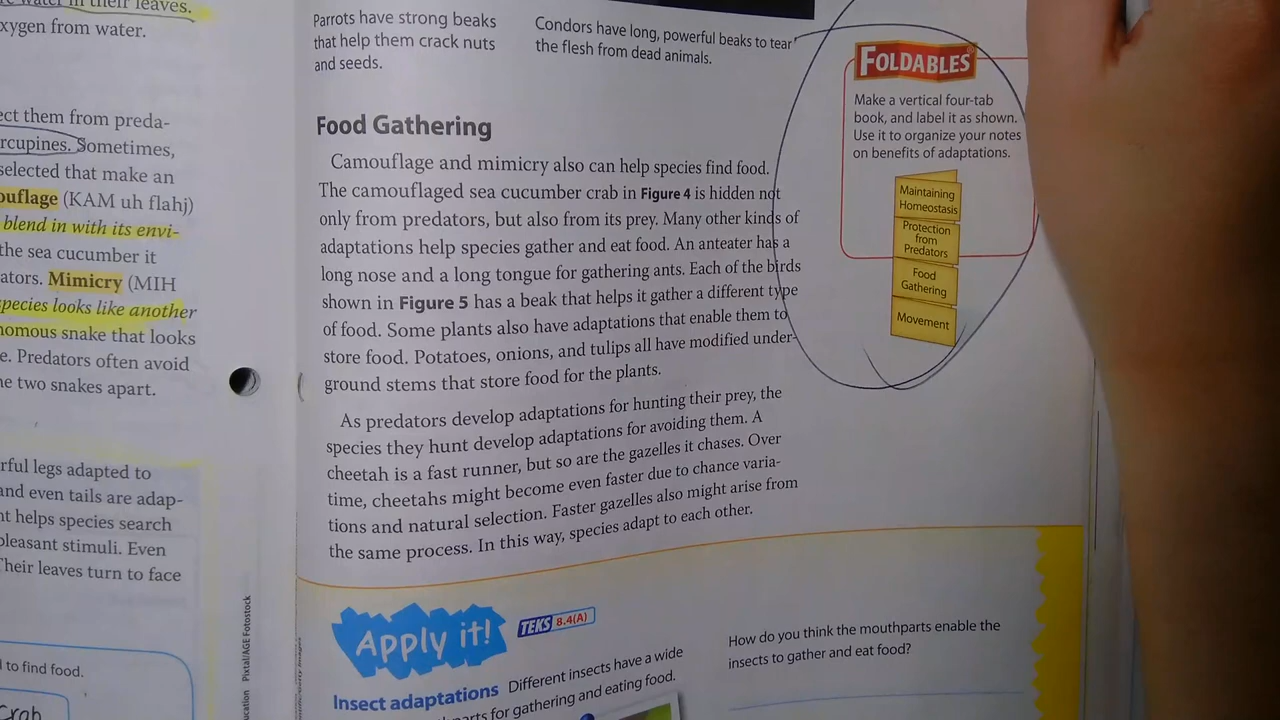 in their leaves.
xygen from water.
ect them from preda-
rcupines. Sometimes,
selected that make an
ouflage (KAM uh flahj)
blend in with its envi-
the sea cucumber it
ators. Mimicry (MIH
species looks like another
nomous snake that looks
e. Predators often avoid
he two snakes apart.
rful legs adapted to
and even tails are adap-
nt helps species search
pleasant stimuli. Even
Their leaves turn to face
l to find food.
Crab
Parrots have strong beaks
that help them crack nuts
and seeds.
Condors have long, powerful beaks to tear
the flesh from dead animals.
Food Gathering
Camouflage and mimicry also can help species find food.
The camouflaged sea cucumber crab in Figure 4 is hidden not
only from predators, but also from its prey. Many other kinds of
adaptations help species gather and eat food. An anteater has a
long nose and a long tongue for gathering ants. Each of the birds
shown in Figure 5 has a beak that helps it gather a different type
of food. Some plants also have adaptations that enable them to
store food. Potatoes, onions, and tulips all have modified under-
ground stems that store food for the plants.
As predators develop adaptations for hunting their prey, the
species they hunt develop adaptations for avoiding them. A
cheetah is a fast runner, but so are the gazelles it chases. Over
time, cheetahs might become even faster due to chance varia-
tions and natural selection. Faster gazelles also might arise from
the same process. In this way, species adapt to each other.
FOLDABLES®
Make a vertical four-tab
book, and label it as shown.
Use it to organize your notes
on benefits of adaptations.
Maintaining
Homeostasis
Protection
from
Predators
Food
Gathering
Movement
Apply it!
TEKS 8.4(A)
Insect adaptations Different insects have a wide
parts for gathering and eating food.
How do you think the mouthparts enable the
insects to gather and eat food?
ucation Pixtal/AGE Fotostock